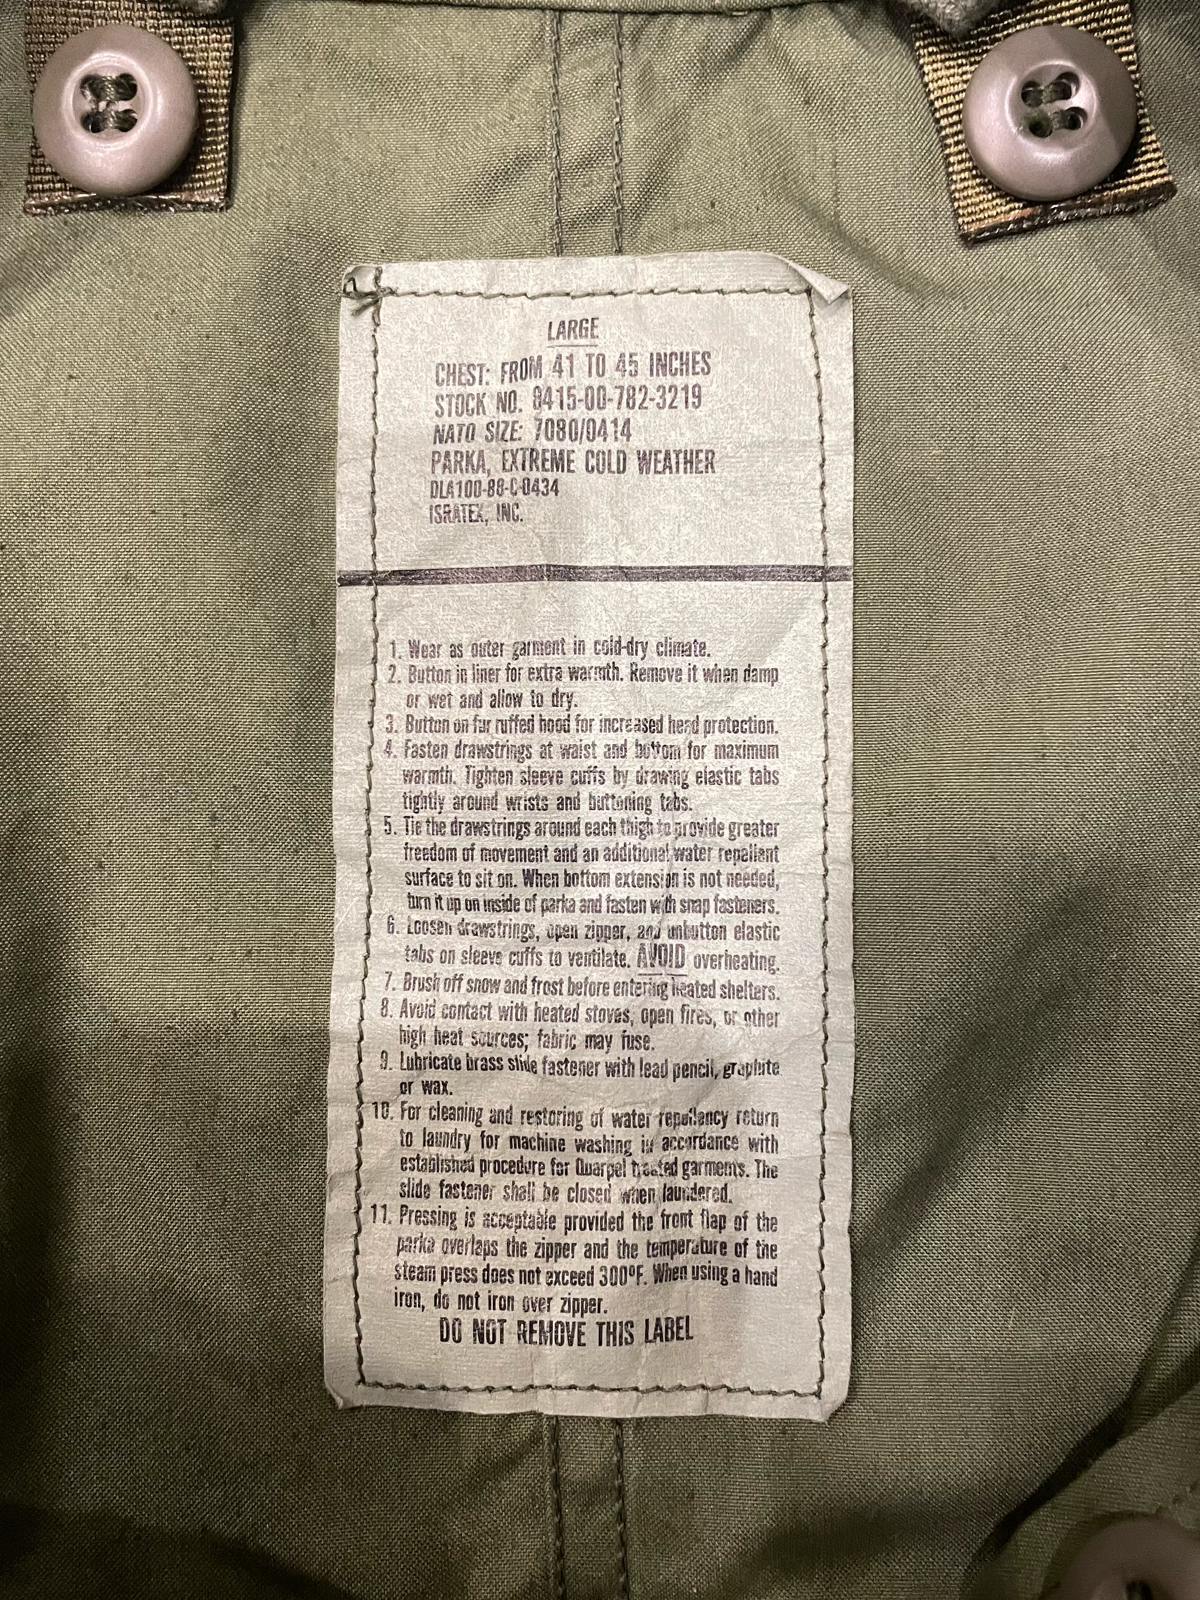 LARGE
CHEST: FROM 41 TO 45 INCHES
STOCK NO. 8415-00-782-3219
NATO SIZE: 7080/0414
PARKA, EXTREME COLD WEATHER
DLA100-88-C-0434
ISRATEX, INC.
1. Wear as outer garment in cold-dry climate.
2. Button in liner for extra warmth. Remove it when damp
or wet and allow to dry.
3. Button on fur ruffed hood for increased head protection.
4. Fasten drawstrings at waist and bottom for maximum
warmth. Tighten sleeve cuffs by drawing elastic tabs
tightly around wrists and buttoning tabs.
5. Tie the drawstrings around each thigh to provide greater
freedom of movement and an additional water repellent
surface to sit on. When bottom extension is not needed,
turn it up on inside of parka and fasten with snap fasteners.
6. Loosen drawstrings, open zipper, and unbutton elastic
tabs on sleeve cuffs to ventilate. AVOID overheating.
7. Brush off snow and frost before entering heated shelters.
8. Avoid contact with heated stoves, open fires, or other
high heat sources; fabric may fuse.
9. Lubricate brass slide fastener with lead pencil, graphite
or wax.
10. For cleaning and restoring of water repellancy return
to laundry for machine washing in accordance with
established procedure for Quarpel treated garments. The
slide fastener shall be closed when laundered.
11. Pressing is acceptable provided the front flap of the
parka overlaps the zipper and the temperature of the
steam press does not exceed 300°F. When using a hand
iron, do not iron over zipper.
DO NOT REMOVE THIS LABEL